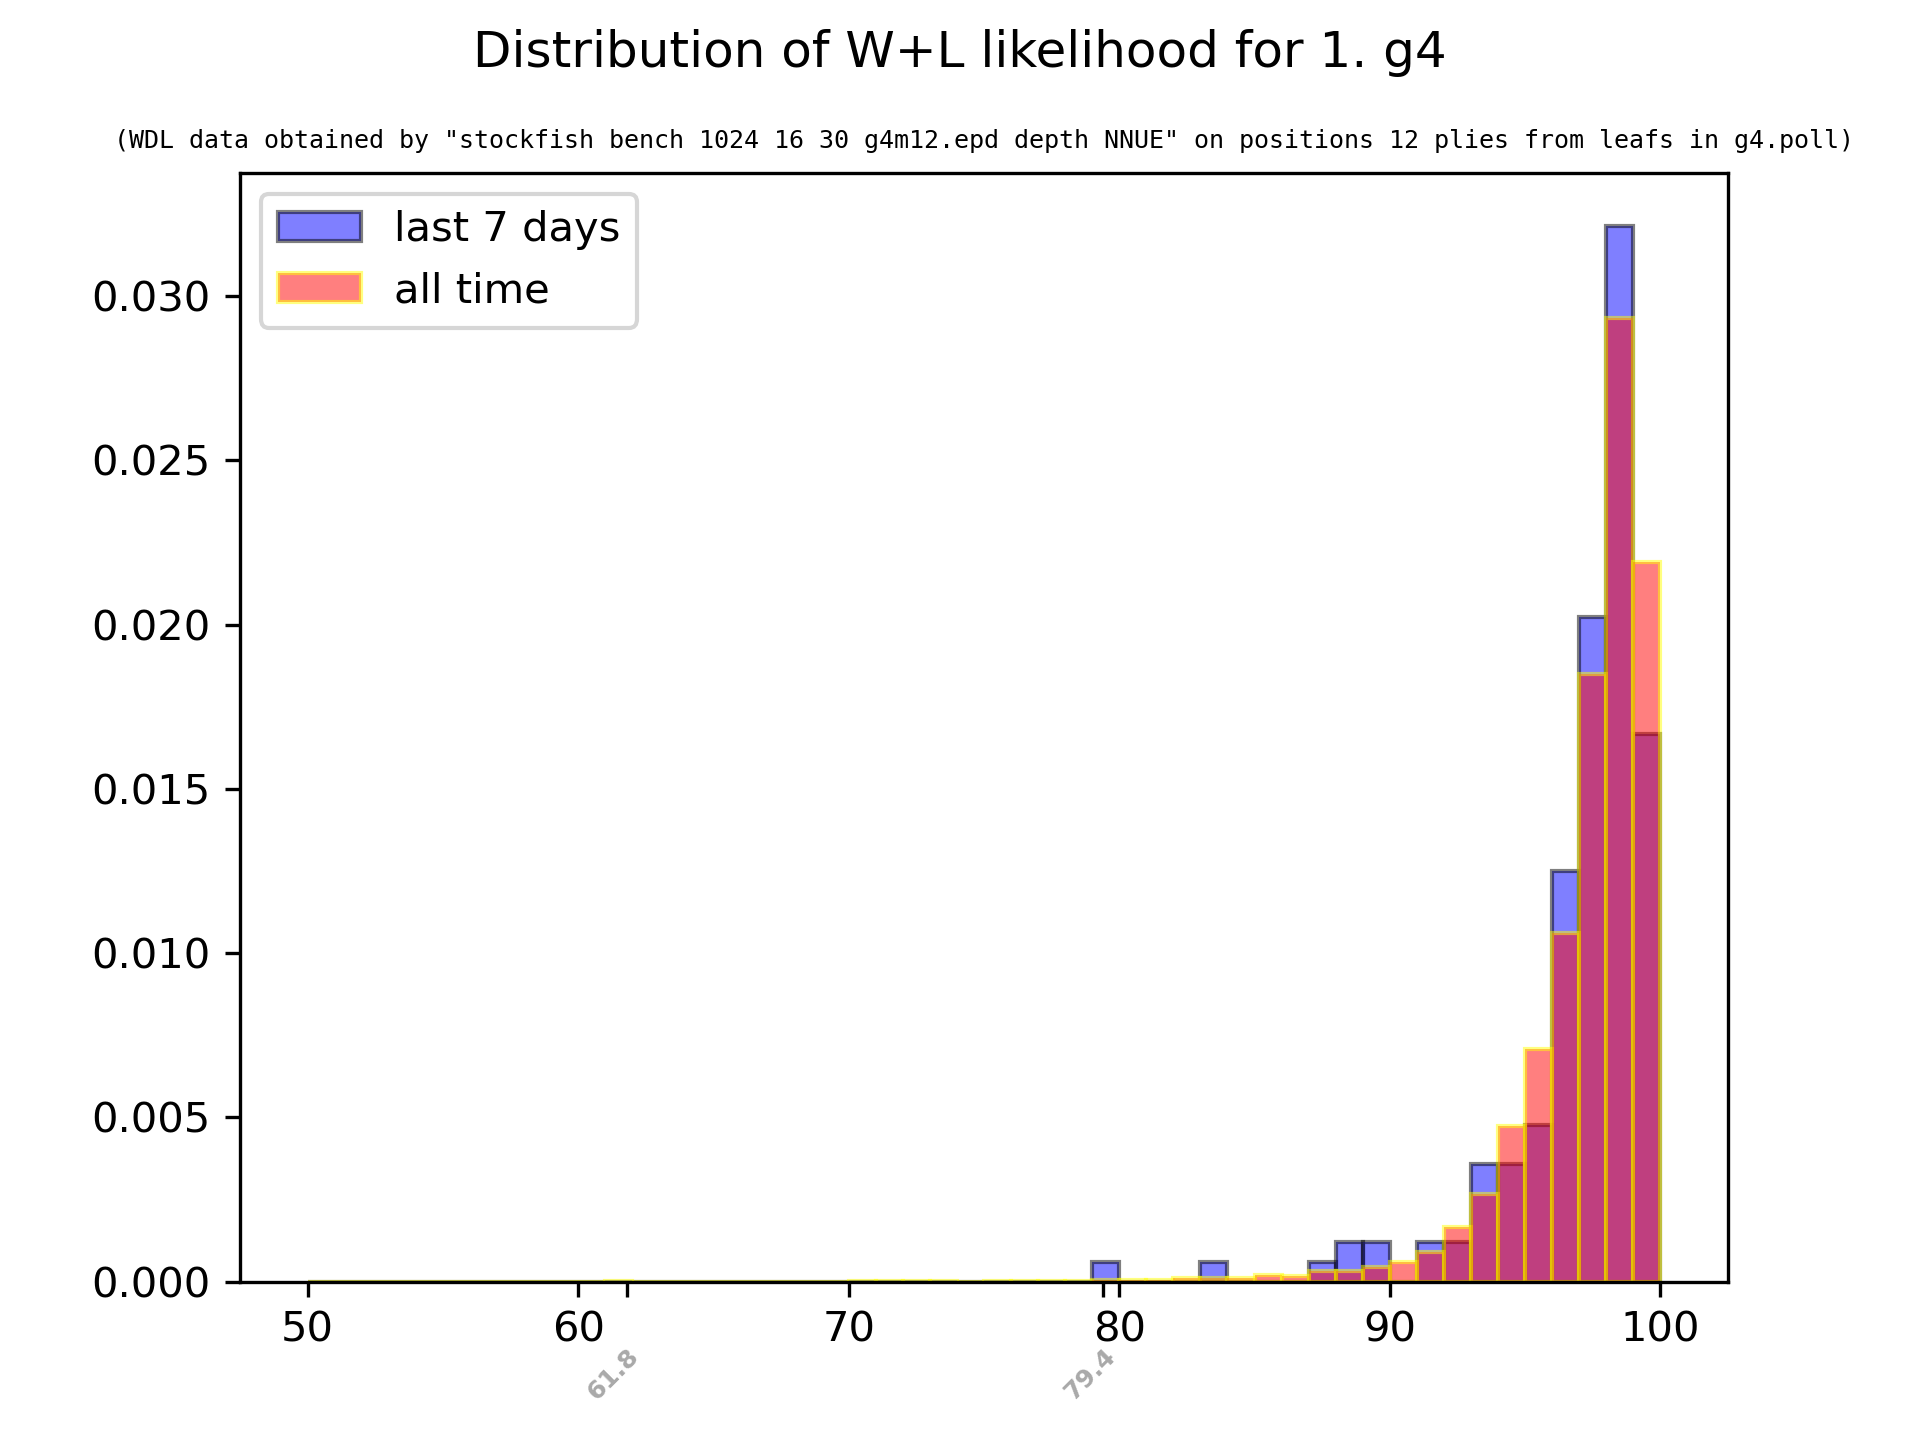 Distribution of W+L likelihood for 1. g4
(WDL data obtained by "stockfish bench 1024 16 30 g4m12.epd depth NNUE" on positions 12 plies from leafs in g4.poll)
last 7 days
all time
0.030
0.025
0.020
0.015
0.010
0.005
0.000
50 60 70 80 90 100
61.8 79.4